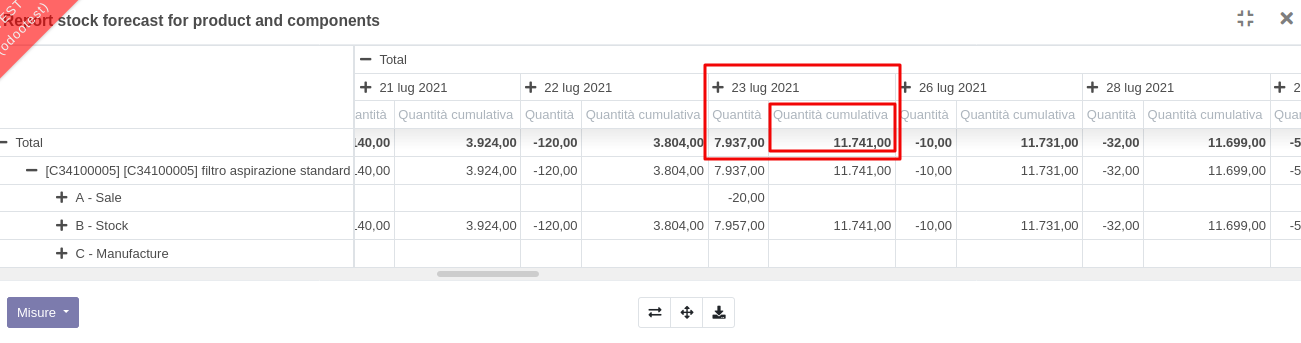 TEST
(odootest)
Report stock forecast for product and components
Total
21 lug 2021 22 lug 2021 23 lug 2021 26 lug 2021 28 lug 2021 2
antità Quantità cumulativa Quantità Quantità cumulativa Quantità Quantità cumulativa Quantità Quantità cumulativa Quantità Quantità cumulativa Quan
Total 140,00 3.924,00 -120,00 3.804,00 7.937,00 11.741,00 -10,00 11.731,00 -32,00 11.699,00 -5
[C34100005] [C34100005] filtro aspirazione standard 140,00 3.924,00 -120,00 3.804,00 7.937,00 11.741,00 -10,00 11.731,00 -32,00 11.699,00 -5
A - Sale -20,00
B - Stock 140,00 3.924,00 -120,00 3.804,00 7.957,00 11.741,00 -10,00 11.731,00 -32,00 11.699,00 -5
C - Manufacture
Misure